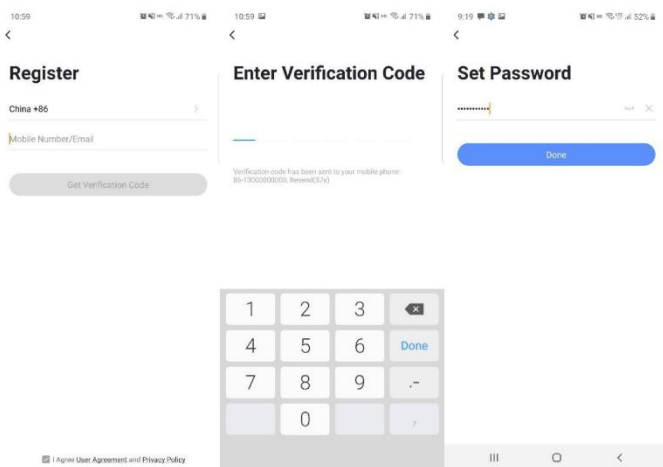 10:59
71%
Register
China +86
Mobile Number/Email
Get Verification Code
I Agree User Agreement and Privacy Policy
10:59
71%
Enter Verification Code
Verification code has been sent to your mobile phone:
86-13000000000. Resend(57s)
1 2 3
4 5 6 Done
7 8 9 .-
0 ,
9:19
52%
Set Password
Done